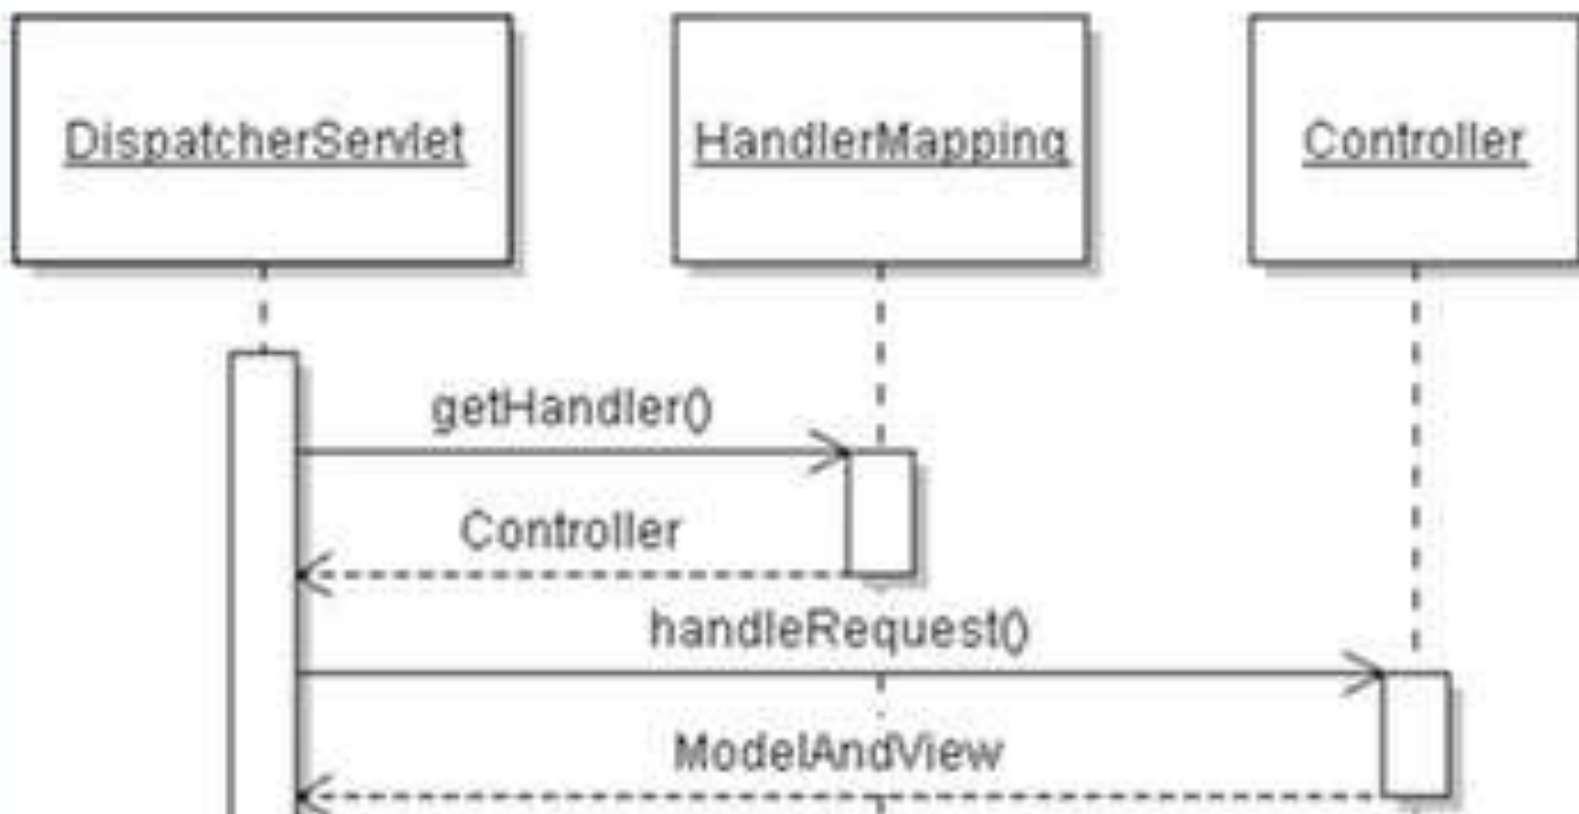 DispatcherServlet
HandlerMapping
Controller
getHandler()
Controller
handleRequest()
ModelAndView